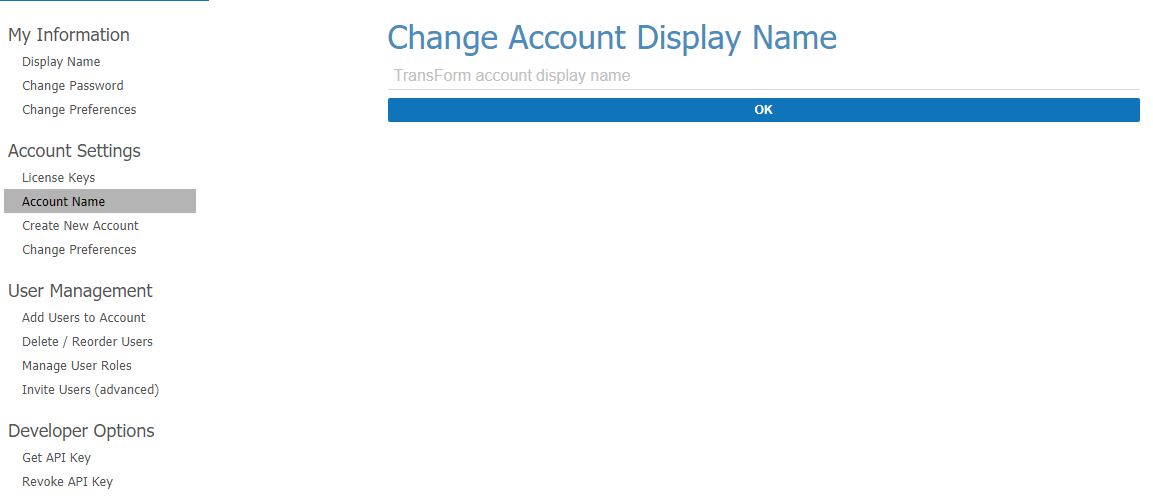 My Information
Display Name
Change Password
Change Preferences
Account Settings
License Keys
Account Name
Create New Account
Change Preferences
User Management
Add Users to Account
Delete / Reorder Users
Manage User Roles
Invite Users (advanced)
Developer Options
Get API Key
Revoke API Key
Change Account Display Name
TransForm account display name
OK